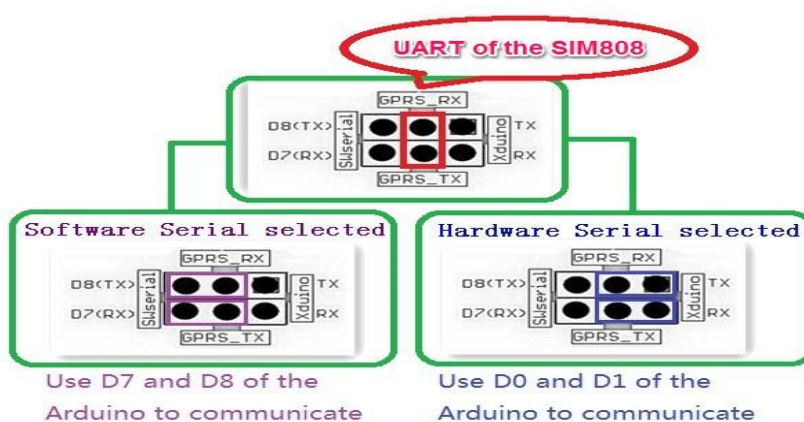 UART of the SIM808
GPRS_RX
D8(TX) SWserial Xduino TX
D7(RX) RX
GPRS_TX
Software Serial selected
GPRS_RX
D8(TX) SWserial Xduino TX
D7(RX) RX
GPRS_TX
Use D7 and D8 of the
Arduino to communicate
Hardware Serial selected
GPRS_RX
D8(TX) SWserial Xduino TX
D7(RX) RX
GPRS_TX
Use D0 and D1 of the
Arduino to communicate